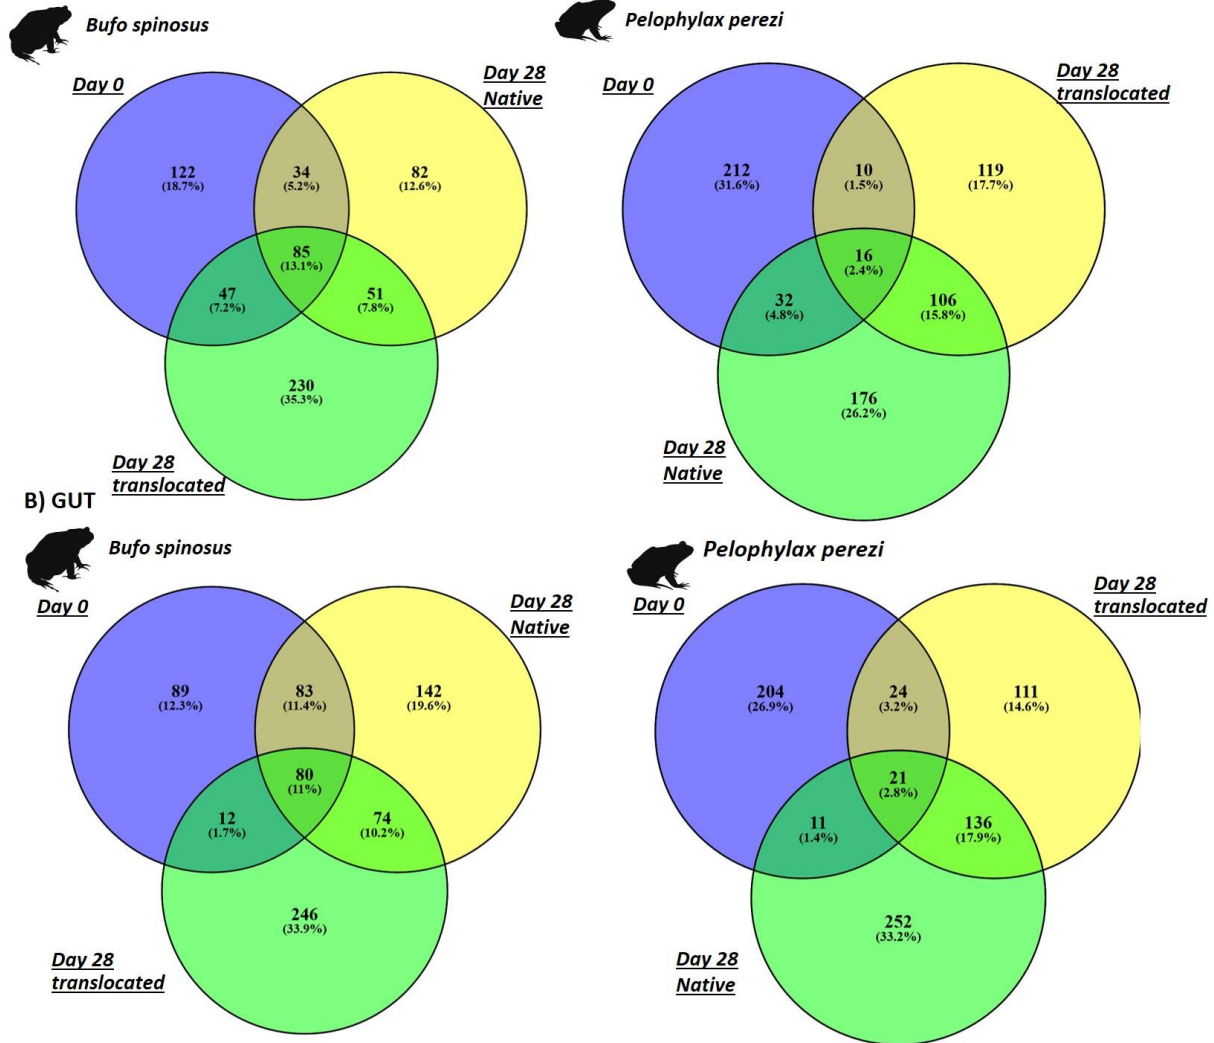 Bufo spinosus
Day 0
Day 28
Native
122
(18.7%)
34
(5.2%)
82
(12.6%)
85
(13.1%)
47
(7.2%)
51
(7.8%)
230
(35.3%)
Day 28
translocated
Pelophylax perezi
Day 0
Day 28
translocated
212
(31.6%)
10
(1.5%)
119
(17.7%)
16
(2.4%)
32
(4.8%)
106
(15.8%)
176
(26.2%)
Day 28
Native
B) GUT
Bufo spinosus
Day 0
Day 28
Native
89
(12.3%)
83
(11.4%)
142
(19.6%)
80
(11%)
12
(1.7%)
74
(10.2%)
246
(33.9%)
Day 28
translocated
Pelophylax perezi
Day 0
Day 28
translocated
204
(26.9%)
24
(3.2%)
111
(14.6%)
21
(2.8%)
11
(1.4%)
136
(17.9%)
252
(33.2%)
Day 28
Native